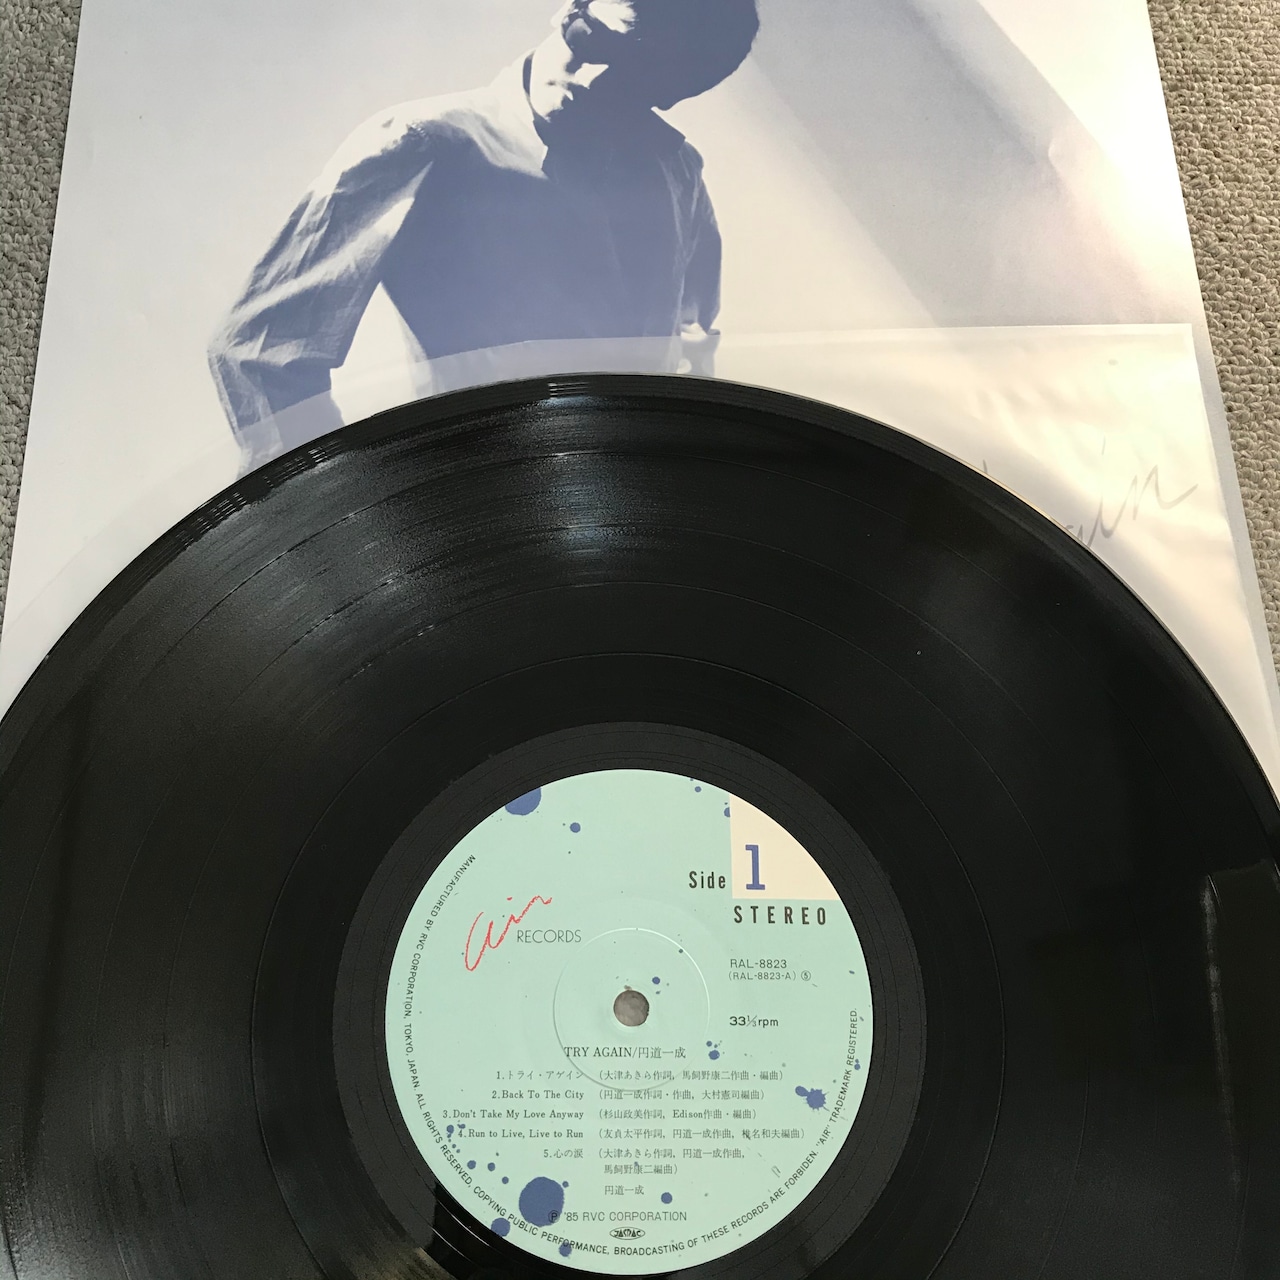 ain
Side 1
STEREO
air RECORDS
RAL-8823
(RAL-8823-A) ⑤
33⅓rpm
TRY AGAIN/円道一成
1.トライ・アゲイン (大津あきら作詞, 馬飼野康二作曲・編曲)
2.Back To The City (円道一成作詞・作曲, 大村憲司編曲)
3.Don't Take My Love Anyway (杉山政美作詞, Edison作曲・編曲)
4.Run to Live, Live to Run (友貞太平作詞, 円道一成作曲, 椎名和夫編曲)
5.心の涙 (大津あきら作詞, 円道一成作曲,
馬飼野康二編曲)
円道一成
Ⓟ '85 RVC CORPORATION
JASRAC
MANUFACTURED BY RVC CORPORATION, TOKYO, JAPAN. ALL RIGHTS RESERVED, COPYING PUBLIC PERFORMANCE, BROADCASTING OF THESE RECORDS ARE FORBIDDEN. "AIR" TRADEMARK REGISTERED.